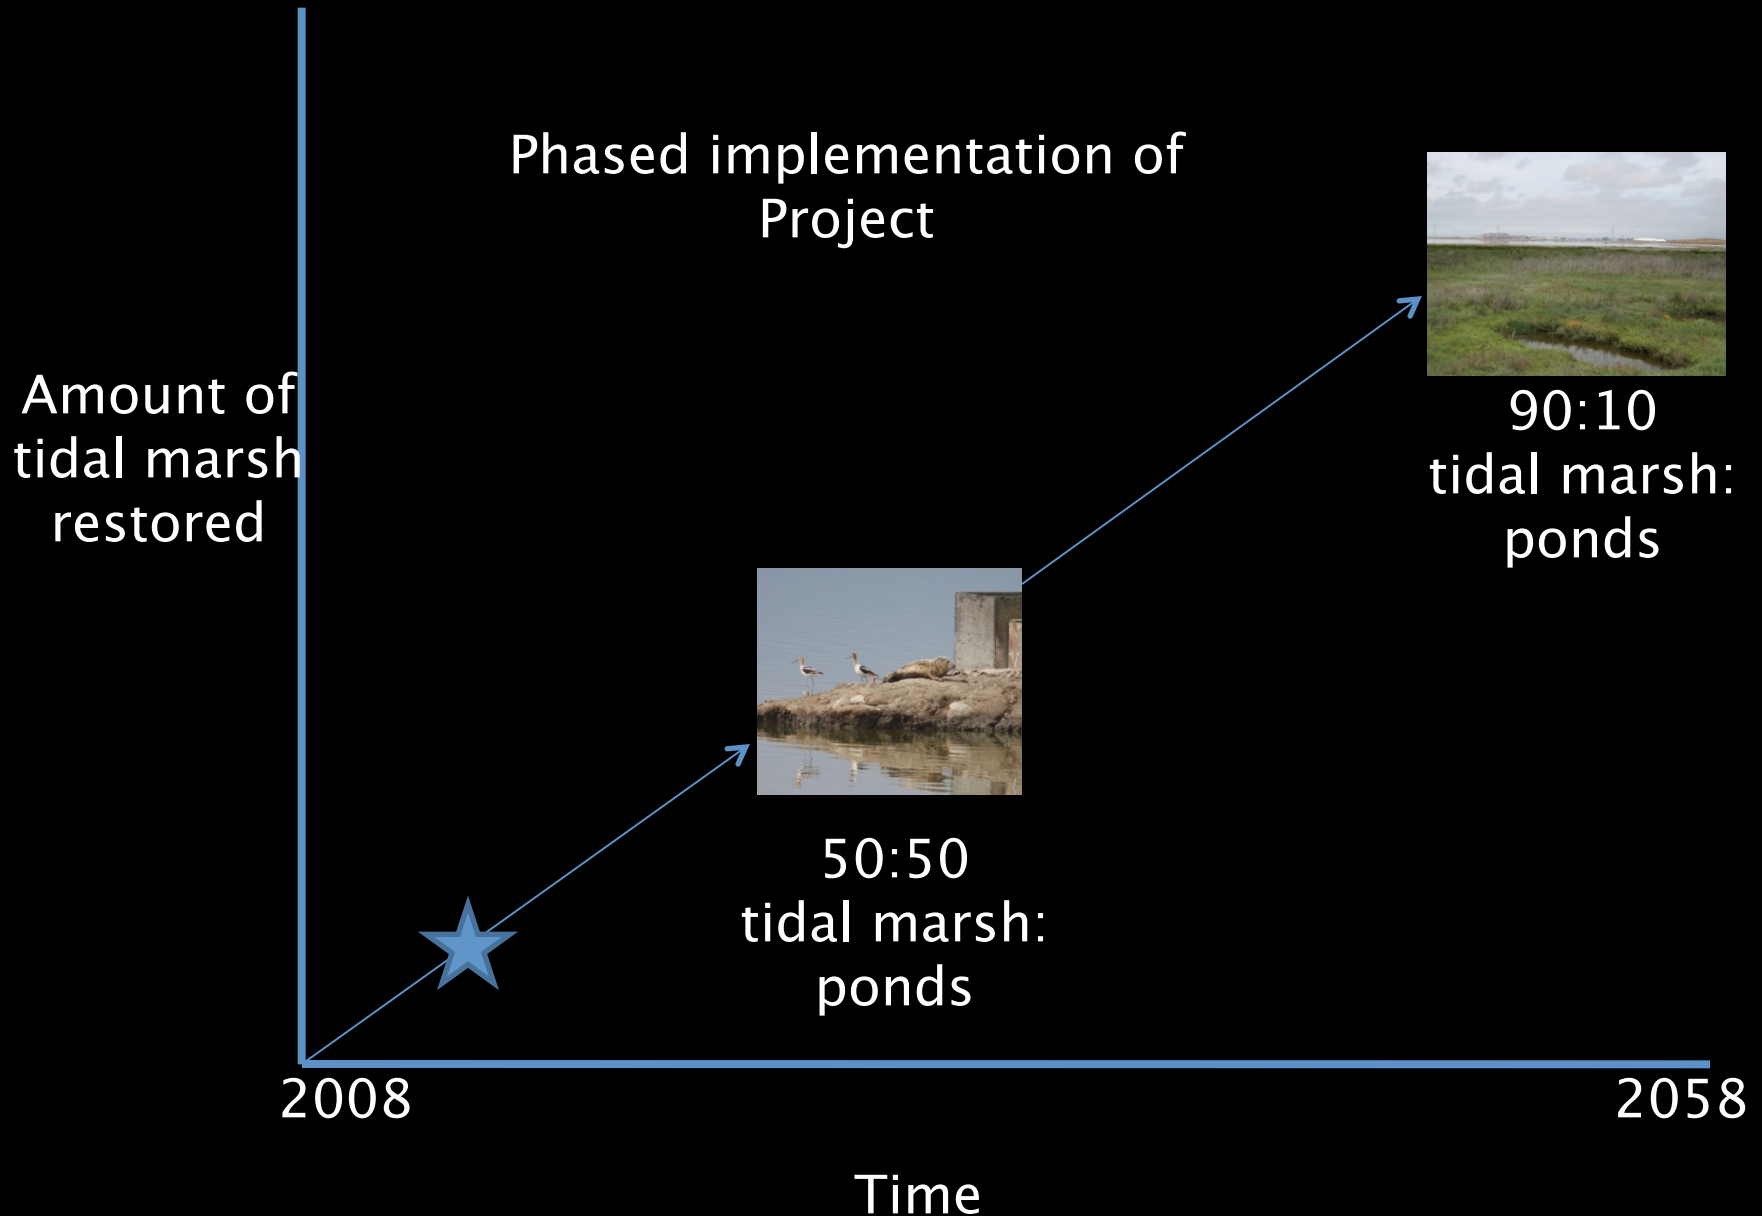 Phased implementation of
Project
Amount of
tidal marsh
restored
90:10
tidal marsh:
ponds
50:50
tidal marsh:
ponds
2008
2058
Time